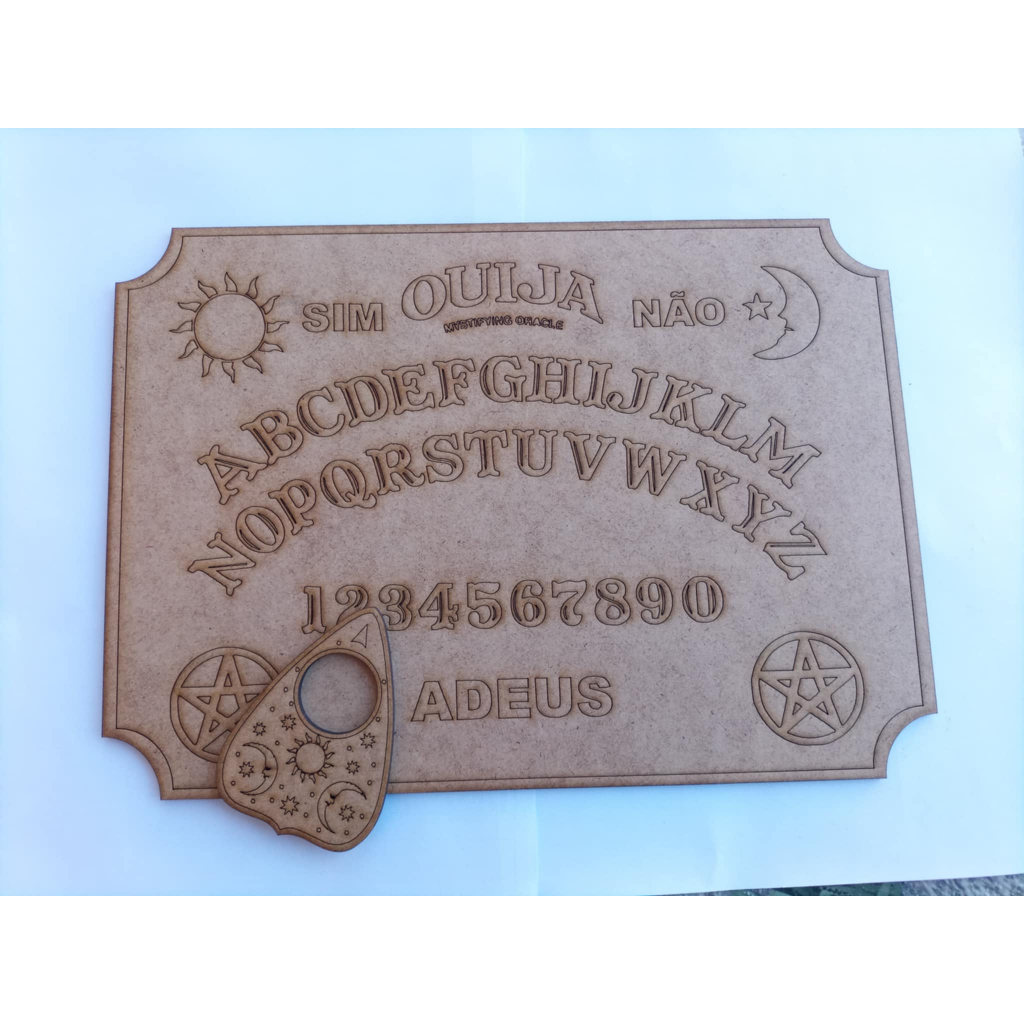 SIM OUIJA NÃO
MYSTIFYING ORACLE
ABCDEFGHIJKLM
NOPQRSTUVWXYZ
1234567890
ADEUS